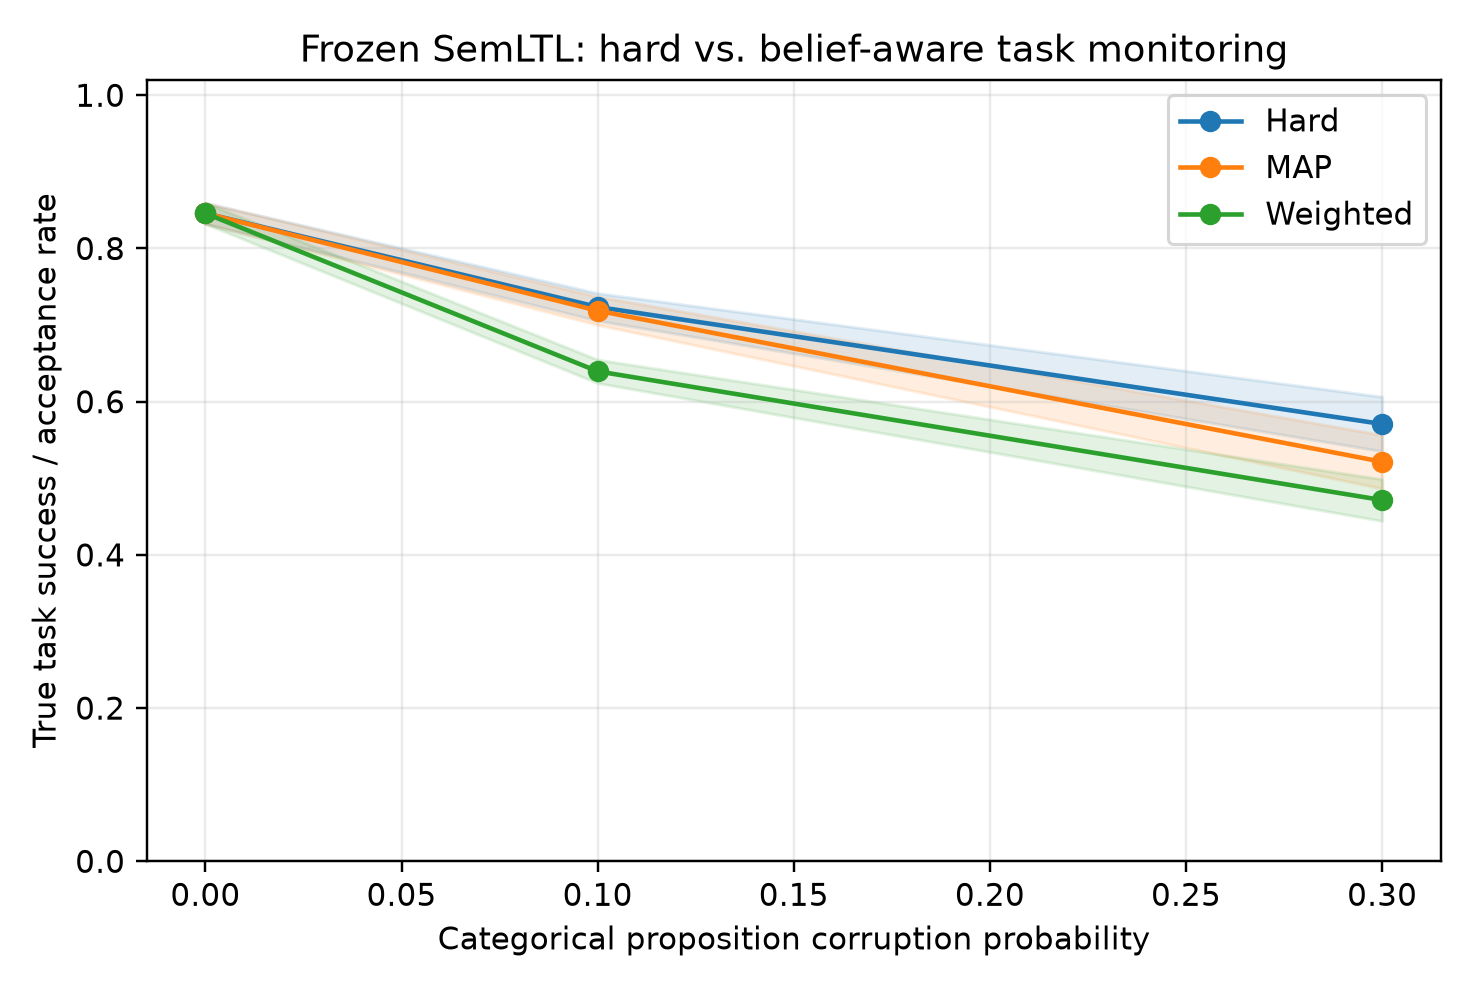 Frozen SemLTL: hard vs. belief-aware task monitoring
True task success / acceptance rate
1.0
0.8
0.6
0.4
0.2
0.0
Hard
MAP
Weighted
0.00 0.05 0.10 0.15 0.20 0.25 0.30
Categorical proposition corruption probability